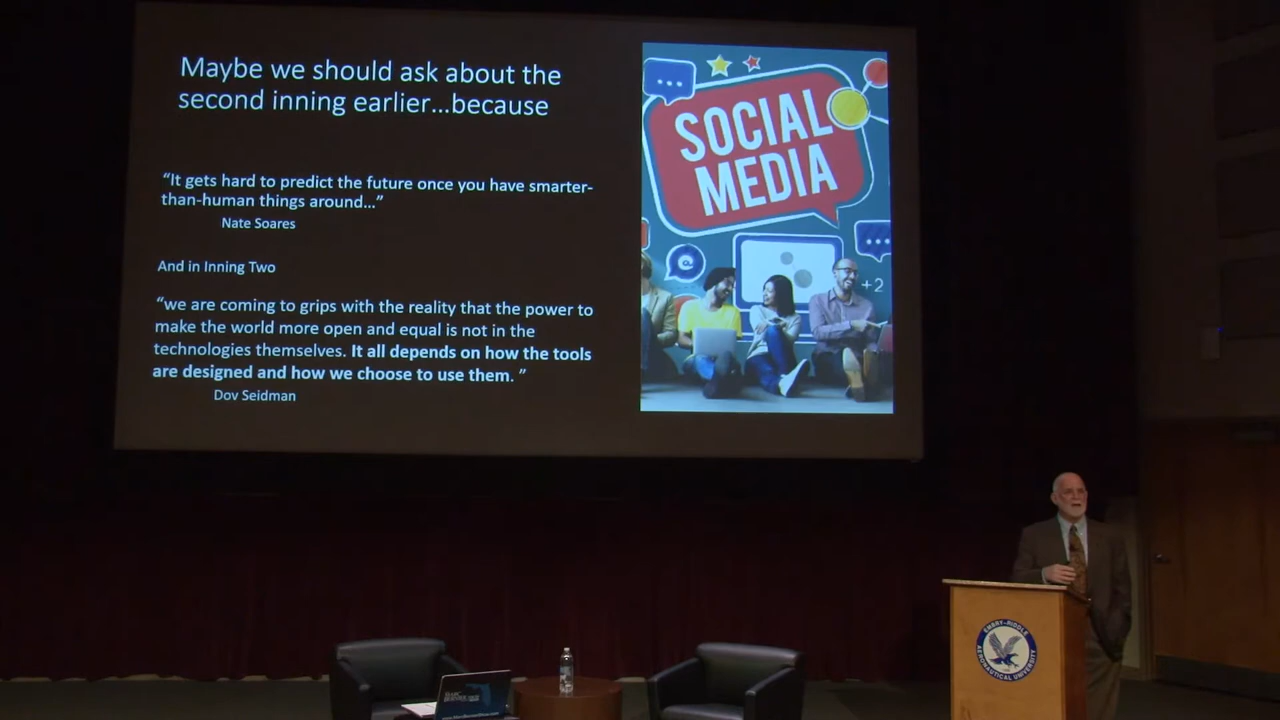 Maybe we should ask about the
second inning earlier...because
“It gets hard to predict the future once you have smarter-
than-human things around...”
Nate Soares
And in Inning Two
“we are coming to grips with the reality that the power to
make the world more open and equal is not in the
technologies themselves. It all depends on how the tools
are designed and how we choose to use them. ”
Dov Seidman
SOCIAL
MEDIA
@
+2
EMBRY-RIDDLE
AERONAUTICAL UNIVERSITY